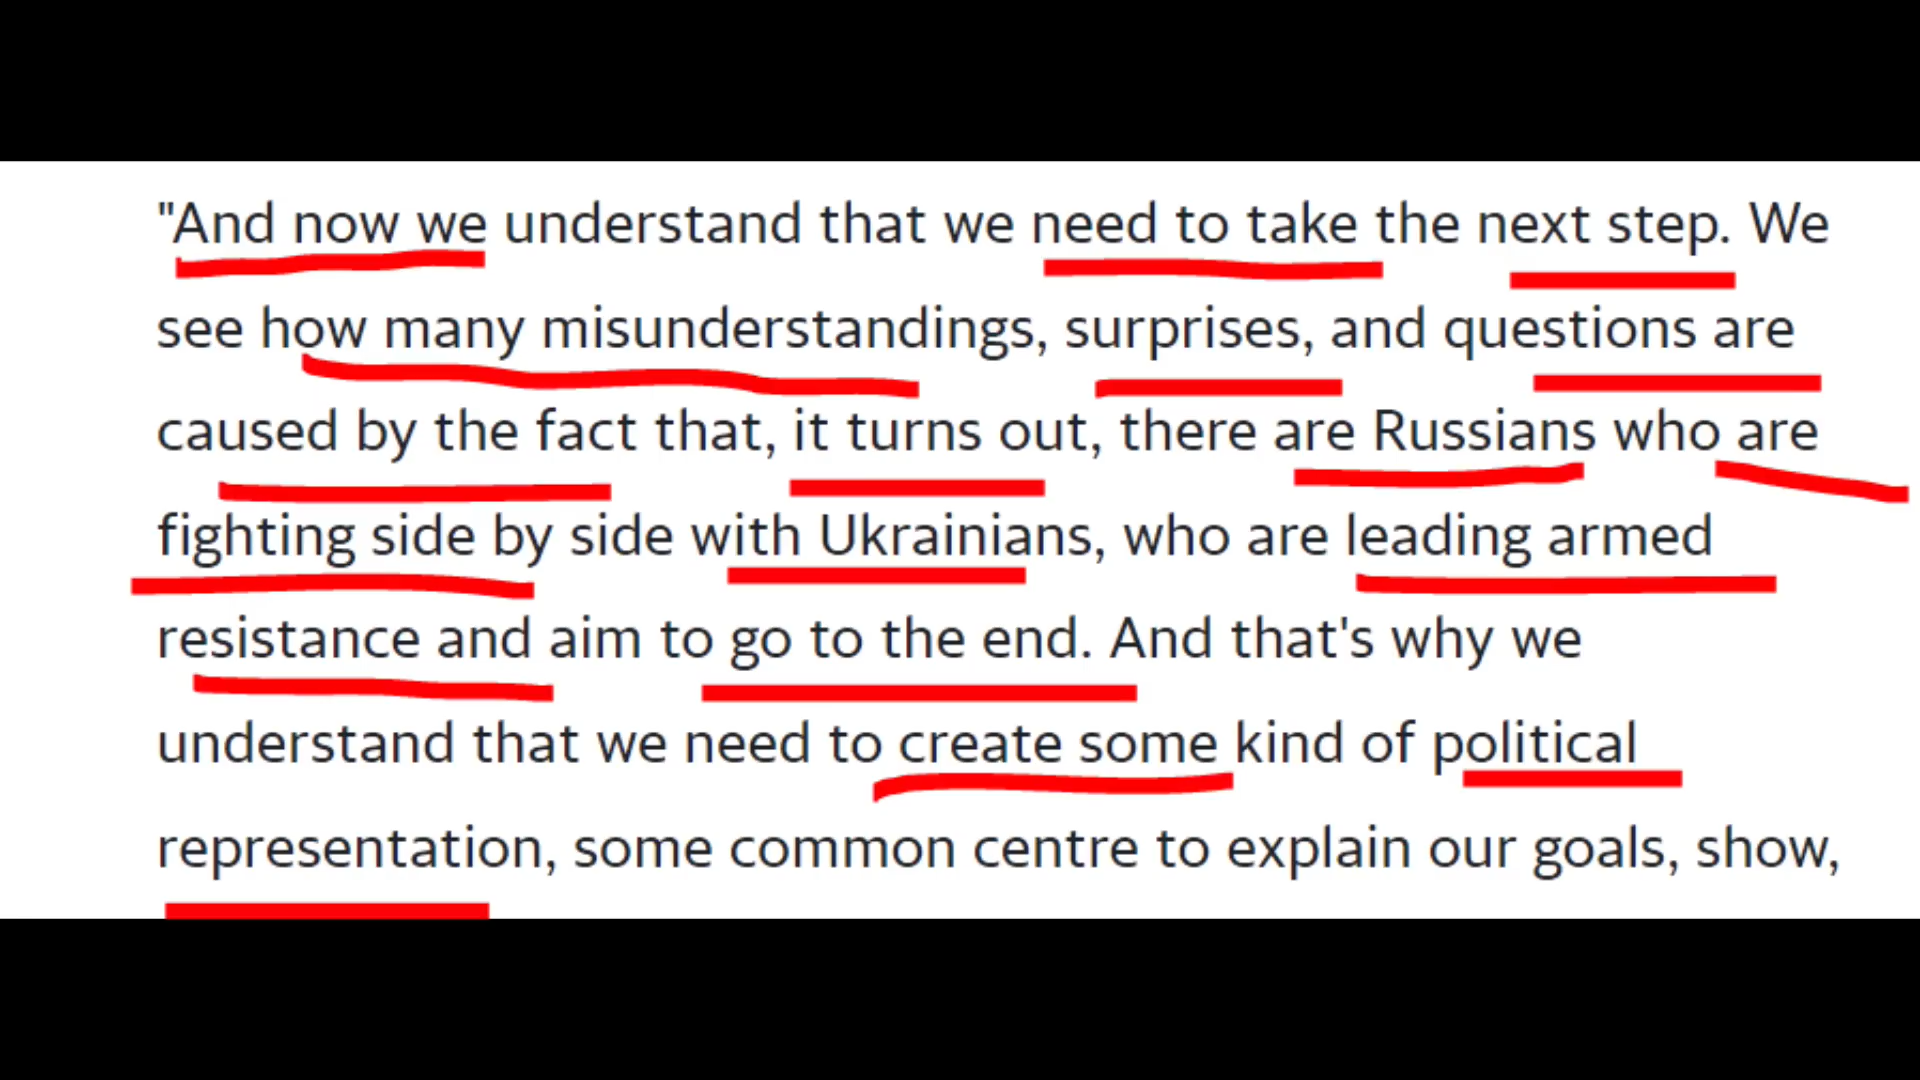 "And now we understand that we need to take the next step. We
see how many misunderstandings, surprises, and questions are
caused by the fact that, it turns out, there are Russians who are
fighting side by side with Ukrainians, who are leading armed
resistance and aim to go to the end. And that's why we
understand that we need to create some kind of political
representation, some common centre to explain our goals, show,